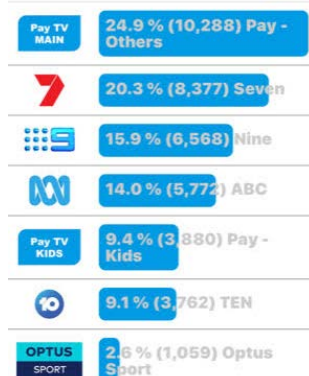 Pay TV
MAIN
24.9 % (10,288) Pay -
Others
7
20.3 % (8,377) Seven
9
15.9 % (6,568) Nine
14.0 % (5,772) ABC
Pay TV
KIDS
9.4 % (3,880) Pay -
Kids
10
9.1 % (3,762) TEN
OPTUS
SPORT
2.6 % (1,059) Optus
Sport